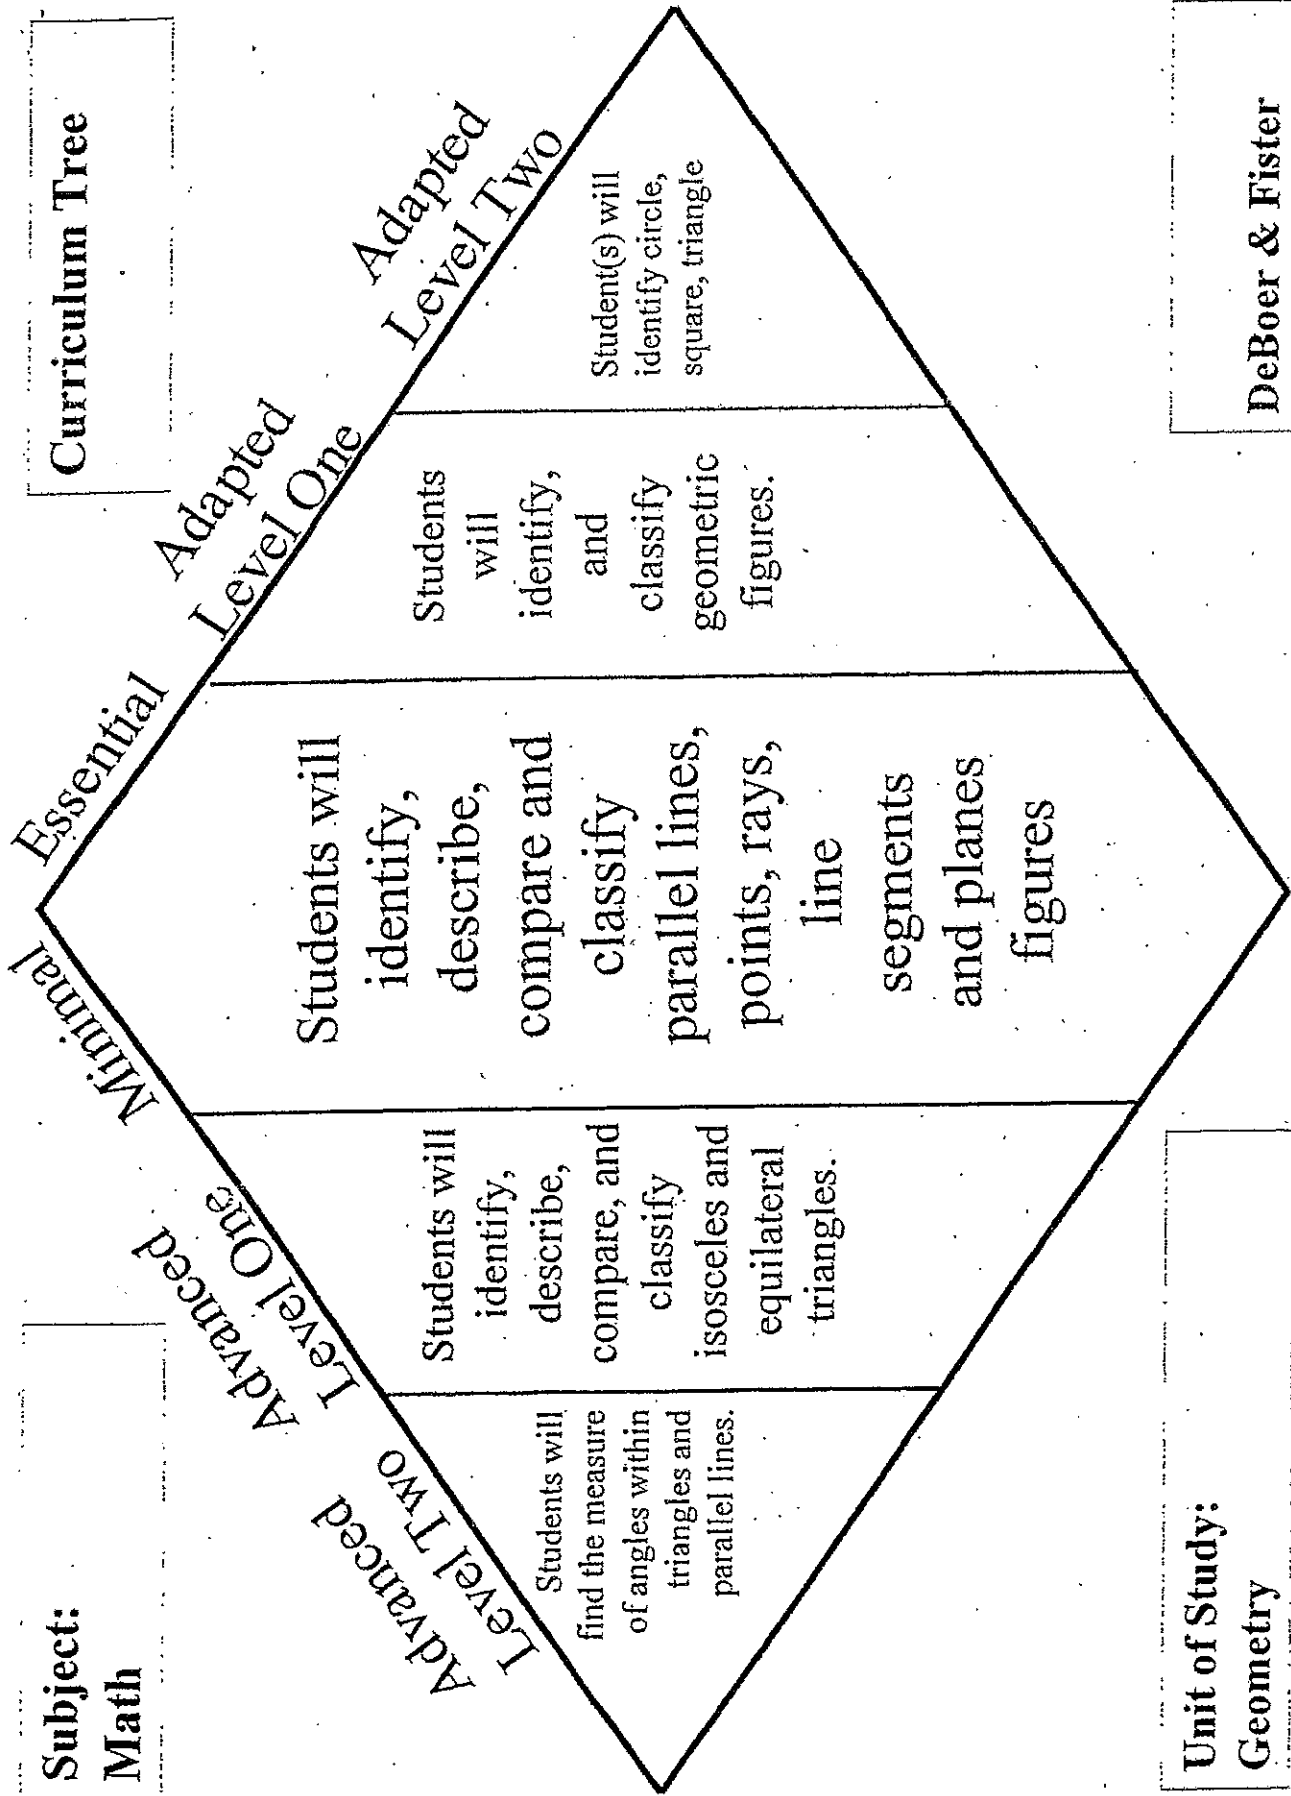 Subject:
Math
Curriculum Tree
Advanced
Level Two
Advanced
Level One
Minimal
Essential
Adapted
Level One
Adapted
Level Two
Students will
find the measure
of angles within
triangles and
parallel lines.
Students will
identify,
describe,
compare, and
classify
isosceles and
equilateral
triangles.
Students will
identify,
describe,
compare and
classify
parallel lines,
points, rays,
line
segments
and planes
figures
Students
will
identify,
and
classify
geometric
figures.
Student(s) will
identify circle,
square, triangle
Unit of Study:
Geometry
DeBoer & Fister